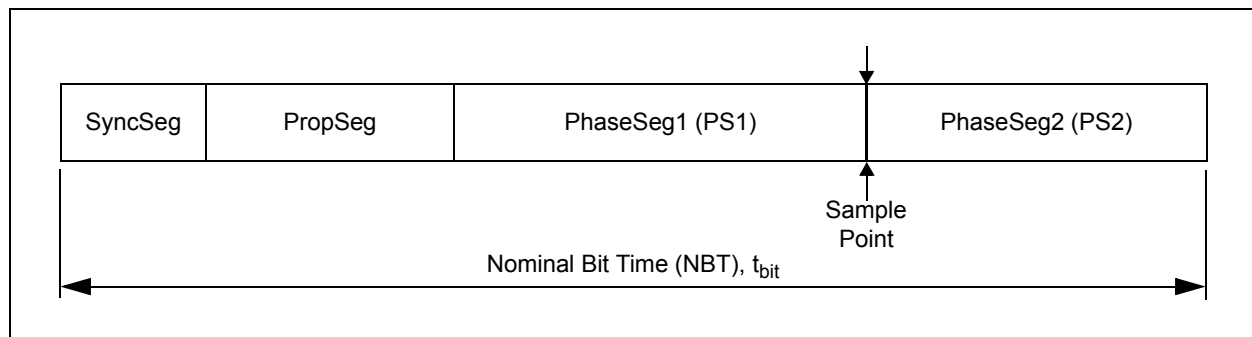 SyncSeg
PropSeg
PhaseSeg1 (PS1)
PhaseSeg2 (PS2)
Sample
Point
Nominal Bit Time (NBT), tbit